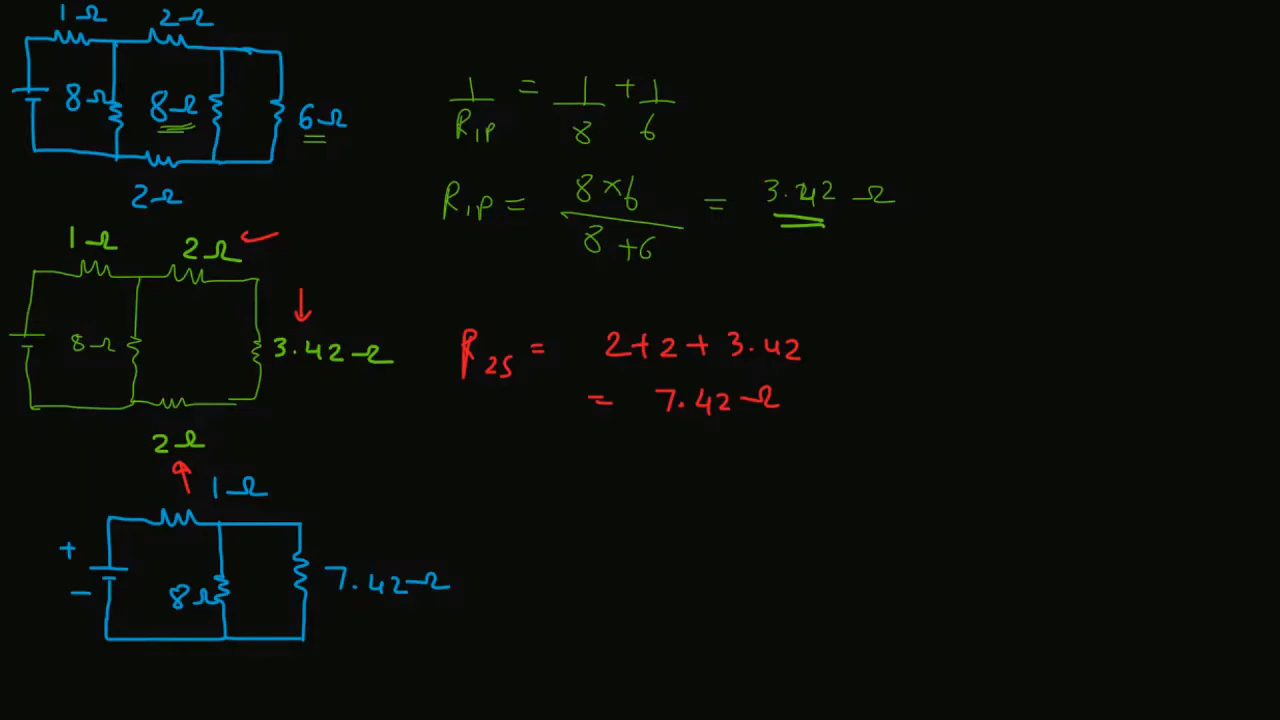 1Ω 2Ω
8Ω 8Ω 6Ω
2Ω
1/R1P = 1/8 + 1/6
R1P = 8×6/8+6 = 3.42 Ω
1Ω 2Ω
8Ω 3.42Ω
2Ω
R2S = 2+2+3.42
= 7.42Ω
1Ω
+
−
8Ω 7.42Ω